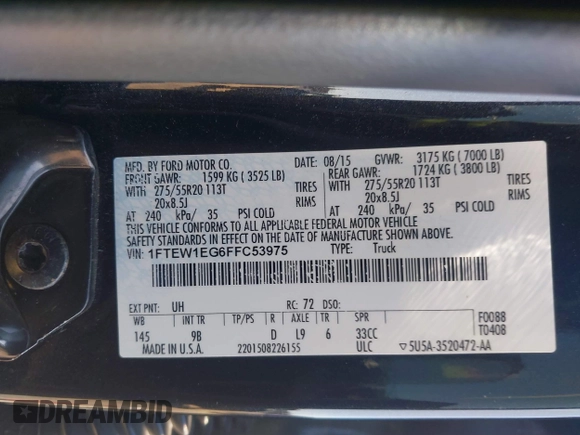 MFD. BY FORD MOTOR CO.
08/15
GVWR: 3175 KG ( 7000 LB)
FRONT GAWR: 1599 KG ( 3525 LB)
REAR GAWR: 1724 KG ( 3800 LB)
WITH 275/55R20 113T TIRES
WITH 275/55R20 113T TIRES
20x8.5J RIMS
20x8.5J RIMS
AT 240 kPa/ 35 PSI COLD
AT 240 kPa/ 35 PSI COLD
THIS VEHICLE CONFORMS TO ALL APPLICABLE FEDERAL MOTOR VEHICLE
SAFETY STANDARDS IN EFFECT ON THE DATE OF MANUFACTURE SHOWN ABOVE
VIN: 1FTEW1EG6FFC53975
TYPE: Truck
EXT PNT: UH RC: 72 DSO:
F0088
WB INT TR TP/PS R AXLE TR SPR
T0408
145 9B D L9 6 33CC
MADE IN U.S.A. 2201508226155 ULC ▽5U5A-3520472-AA
DREAMBID